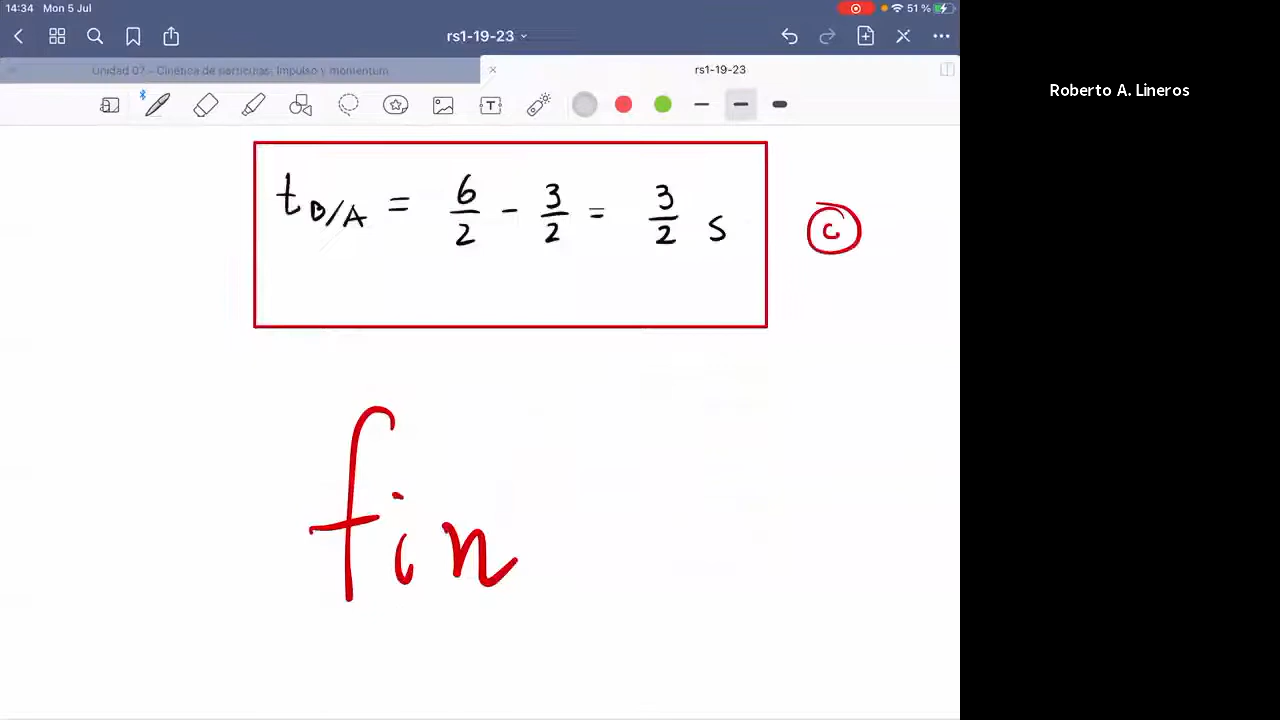 14:34 Mon 5 Jul
51 %
rs1-19-23
Unidad 07 - Cinética de partículas, Impulso y momentum
rs1-19-23
T
Roberto A. Lineros
t_{B/A} = 6/2 - 3/2 = 3/2 s
c
fin